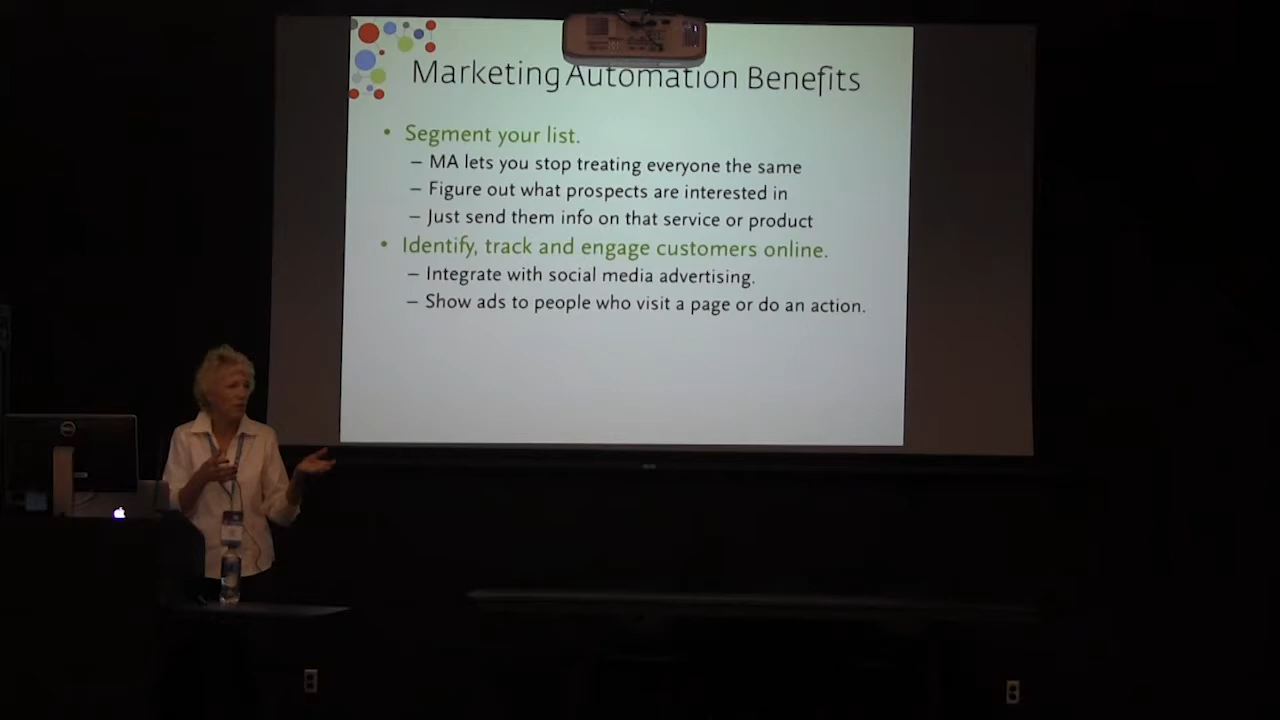 Marketing Automation Benefits
• Segment your list.
– MA lets you stop treating everyone the same
– Figure out what prospects are interested in
– Just send them info on that service or product
• Identify, track and engage customers online.
– Integrate with social media advertising.
– Show ads to people who visit a page or do an action.
DELL